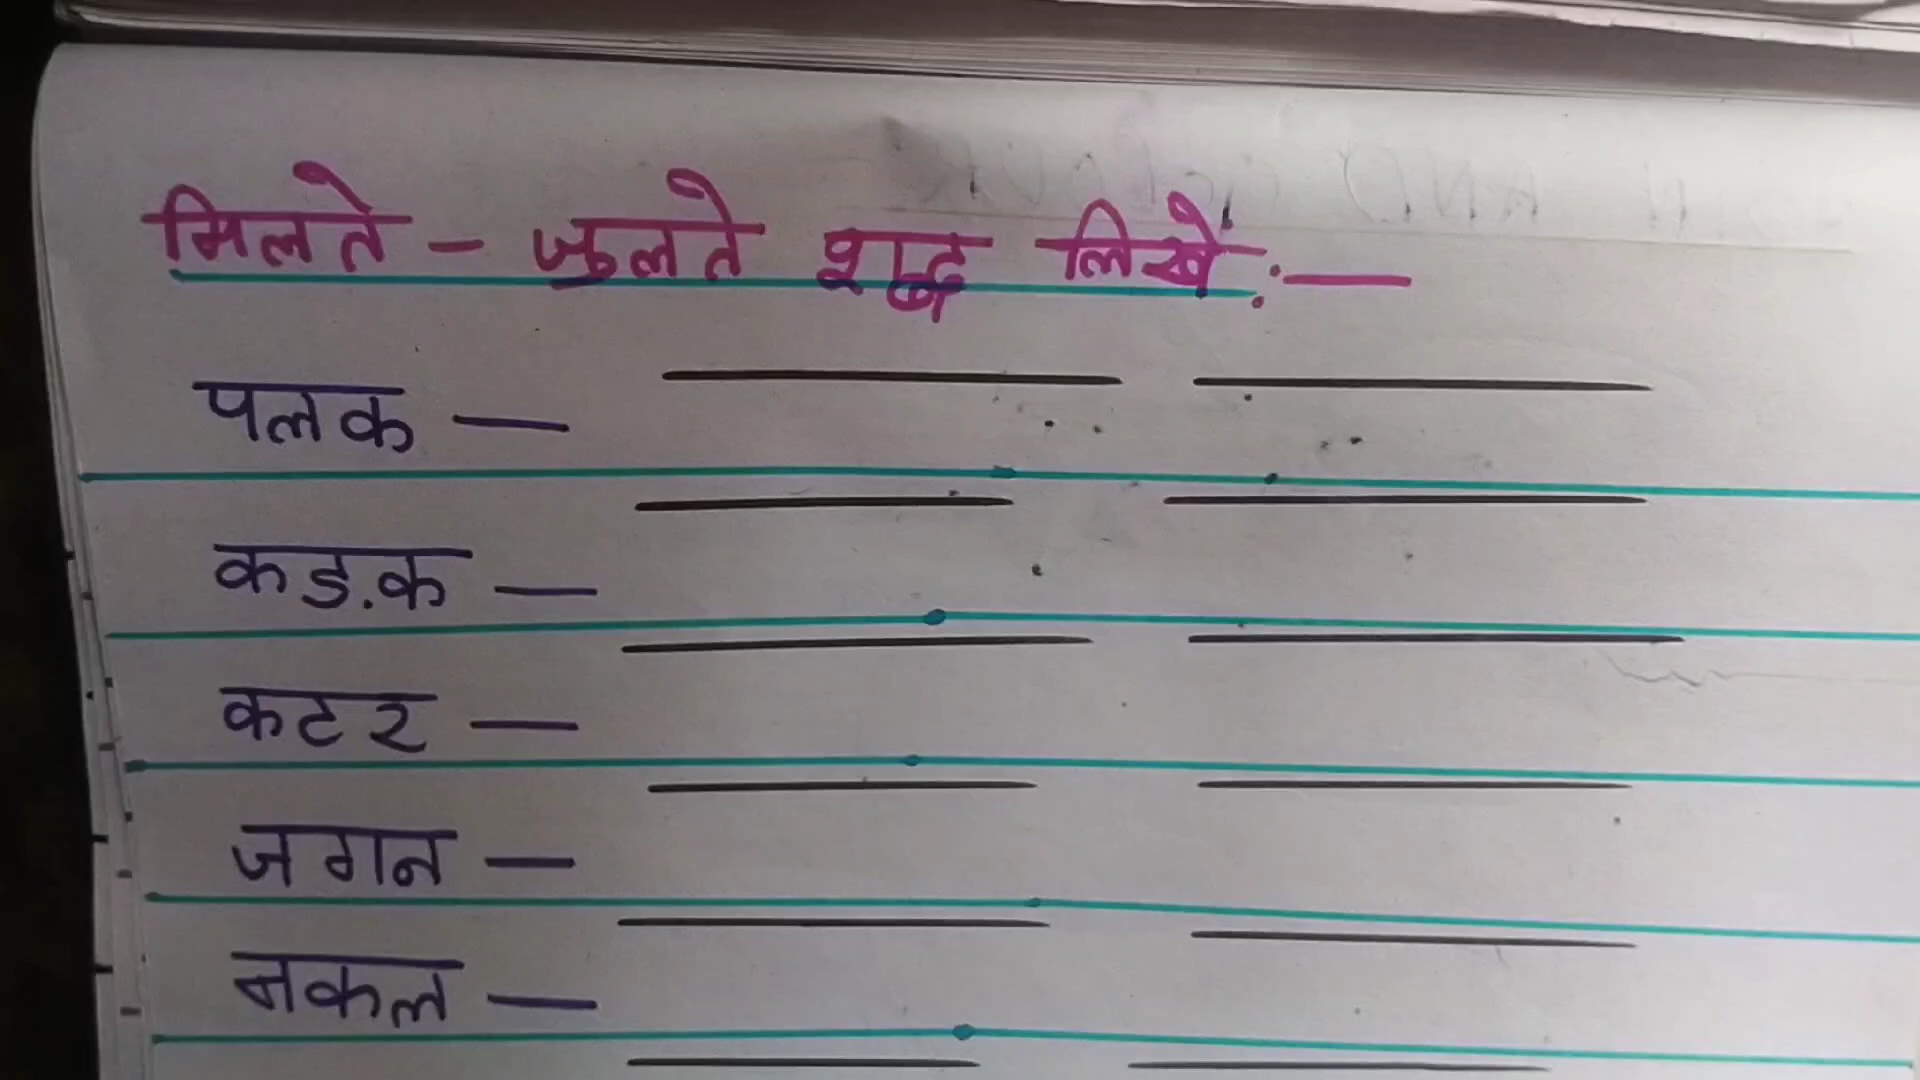 मिलते - जुलते शब्द लिखें :—
पलक —
कड़क —
कटर —
जगन —
नकल —